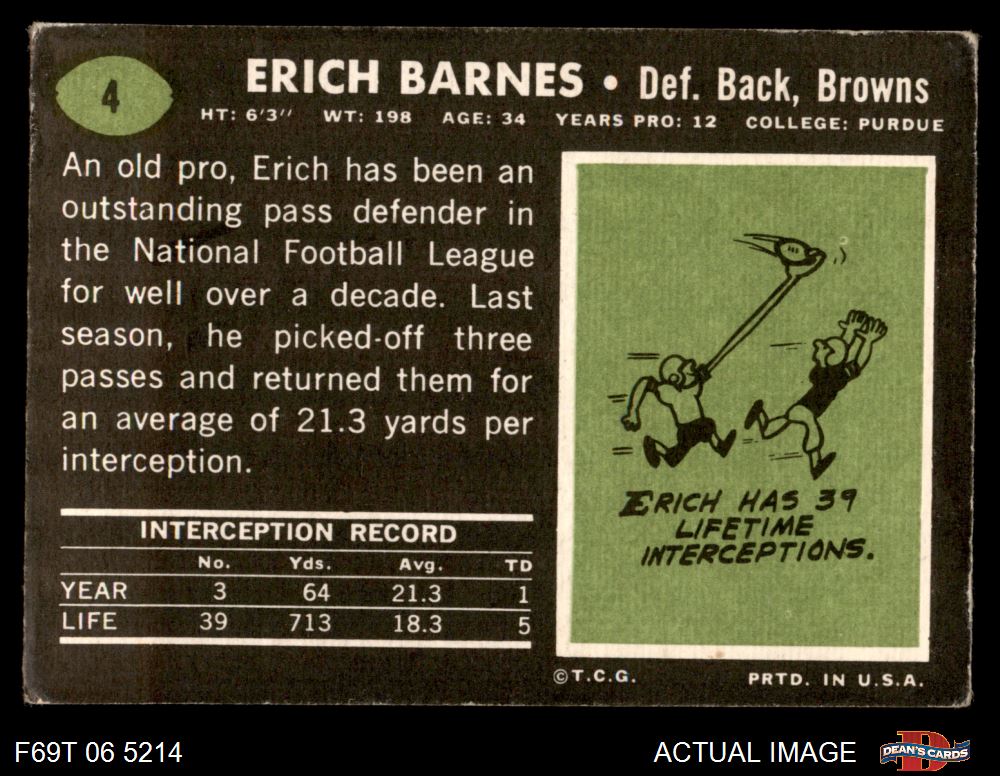 4
ERICH BARNES • Def. Back, Browns
HT: 6'3" WT: 198 AGE: 34 YEARS PRO: 12 COLLEGE: PURDUE
An old pro, Erich has been an
outstanding pass defender in
the National Football League
for well over a decade. Last
season, he picked-off three
passes and returned them for
an average of 21.3 yards per
interception.
INTERCEPTION RECORD
No. Yds. Avg. TD
YEAR 3 64 21.3 1
LIFE 39 713 18.3 5
ERICH HAS 39
LIFETIME
INTERCEPTIONS.
©T.C.G. PRTD. IN U.S.A.
F69T 06 5214
ACTUAL IMAGE
D
DEAN'S CARDS